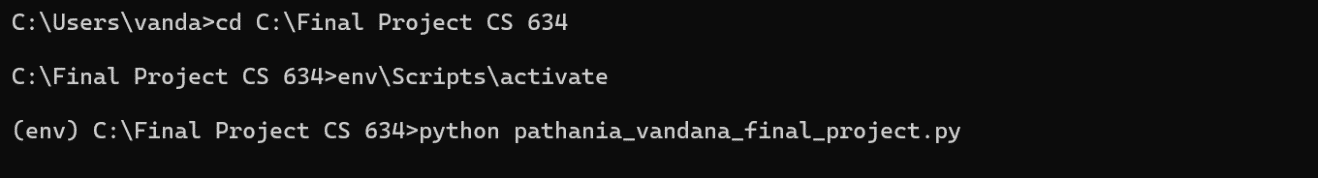 C:\Users\vanda>cd C:\Final Project CS 634
C:\Final Project CS 634>env\Scripts\activate
(env) C:\Final Project CS 634>python pathania_vandana_final_project.py